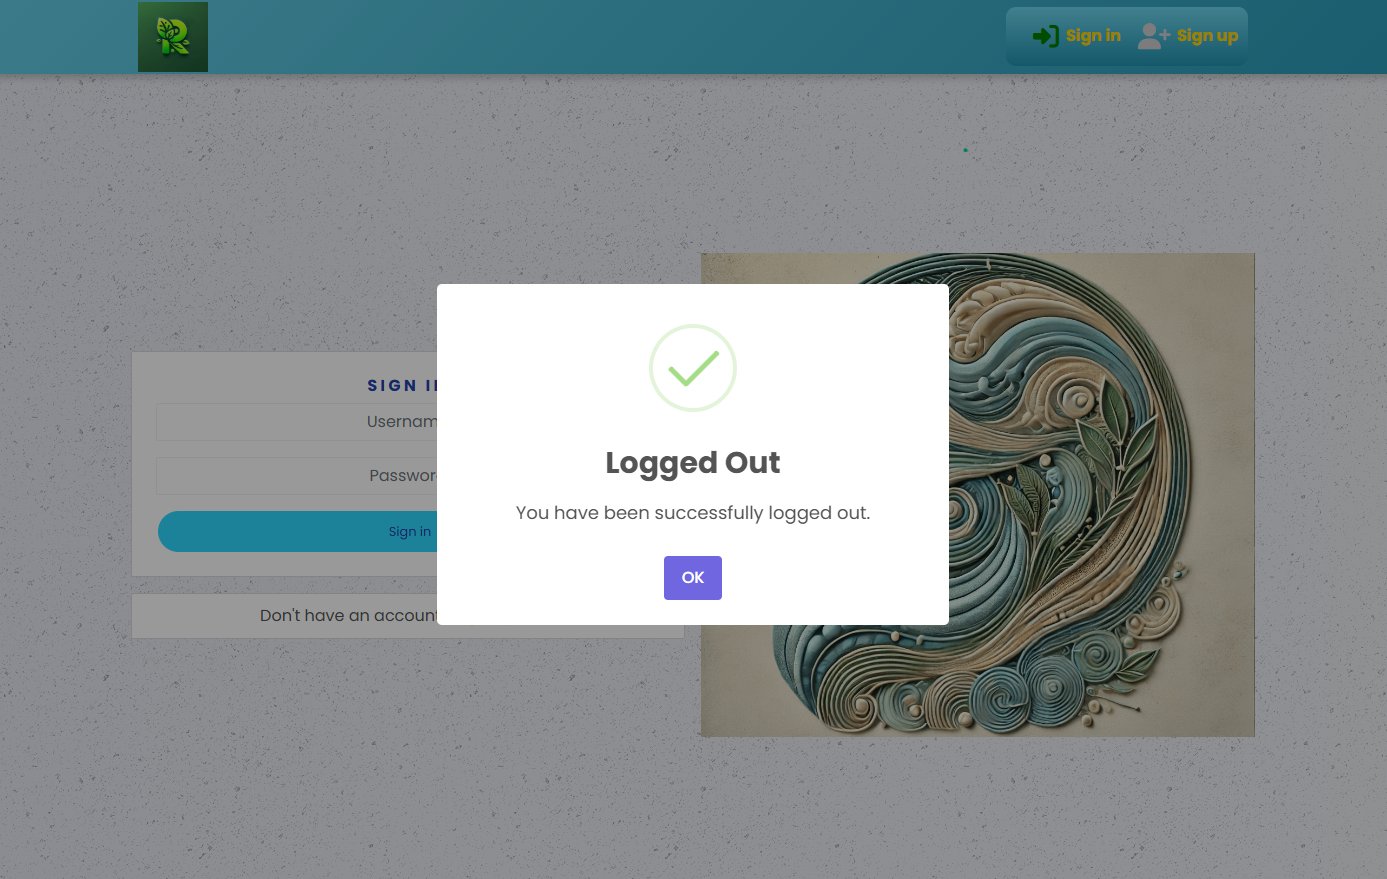 Sign in
Sign up
SIGN I
Usernam
Passwor
Sign in
Don't have an account
Logged Out
You have been successfully logged out.
OK